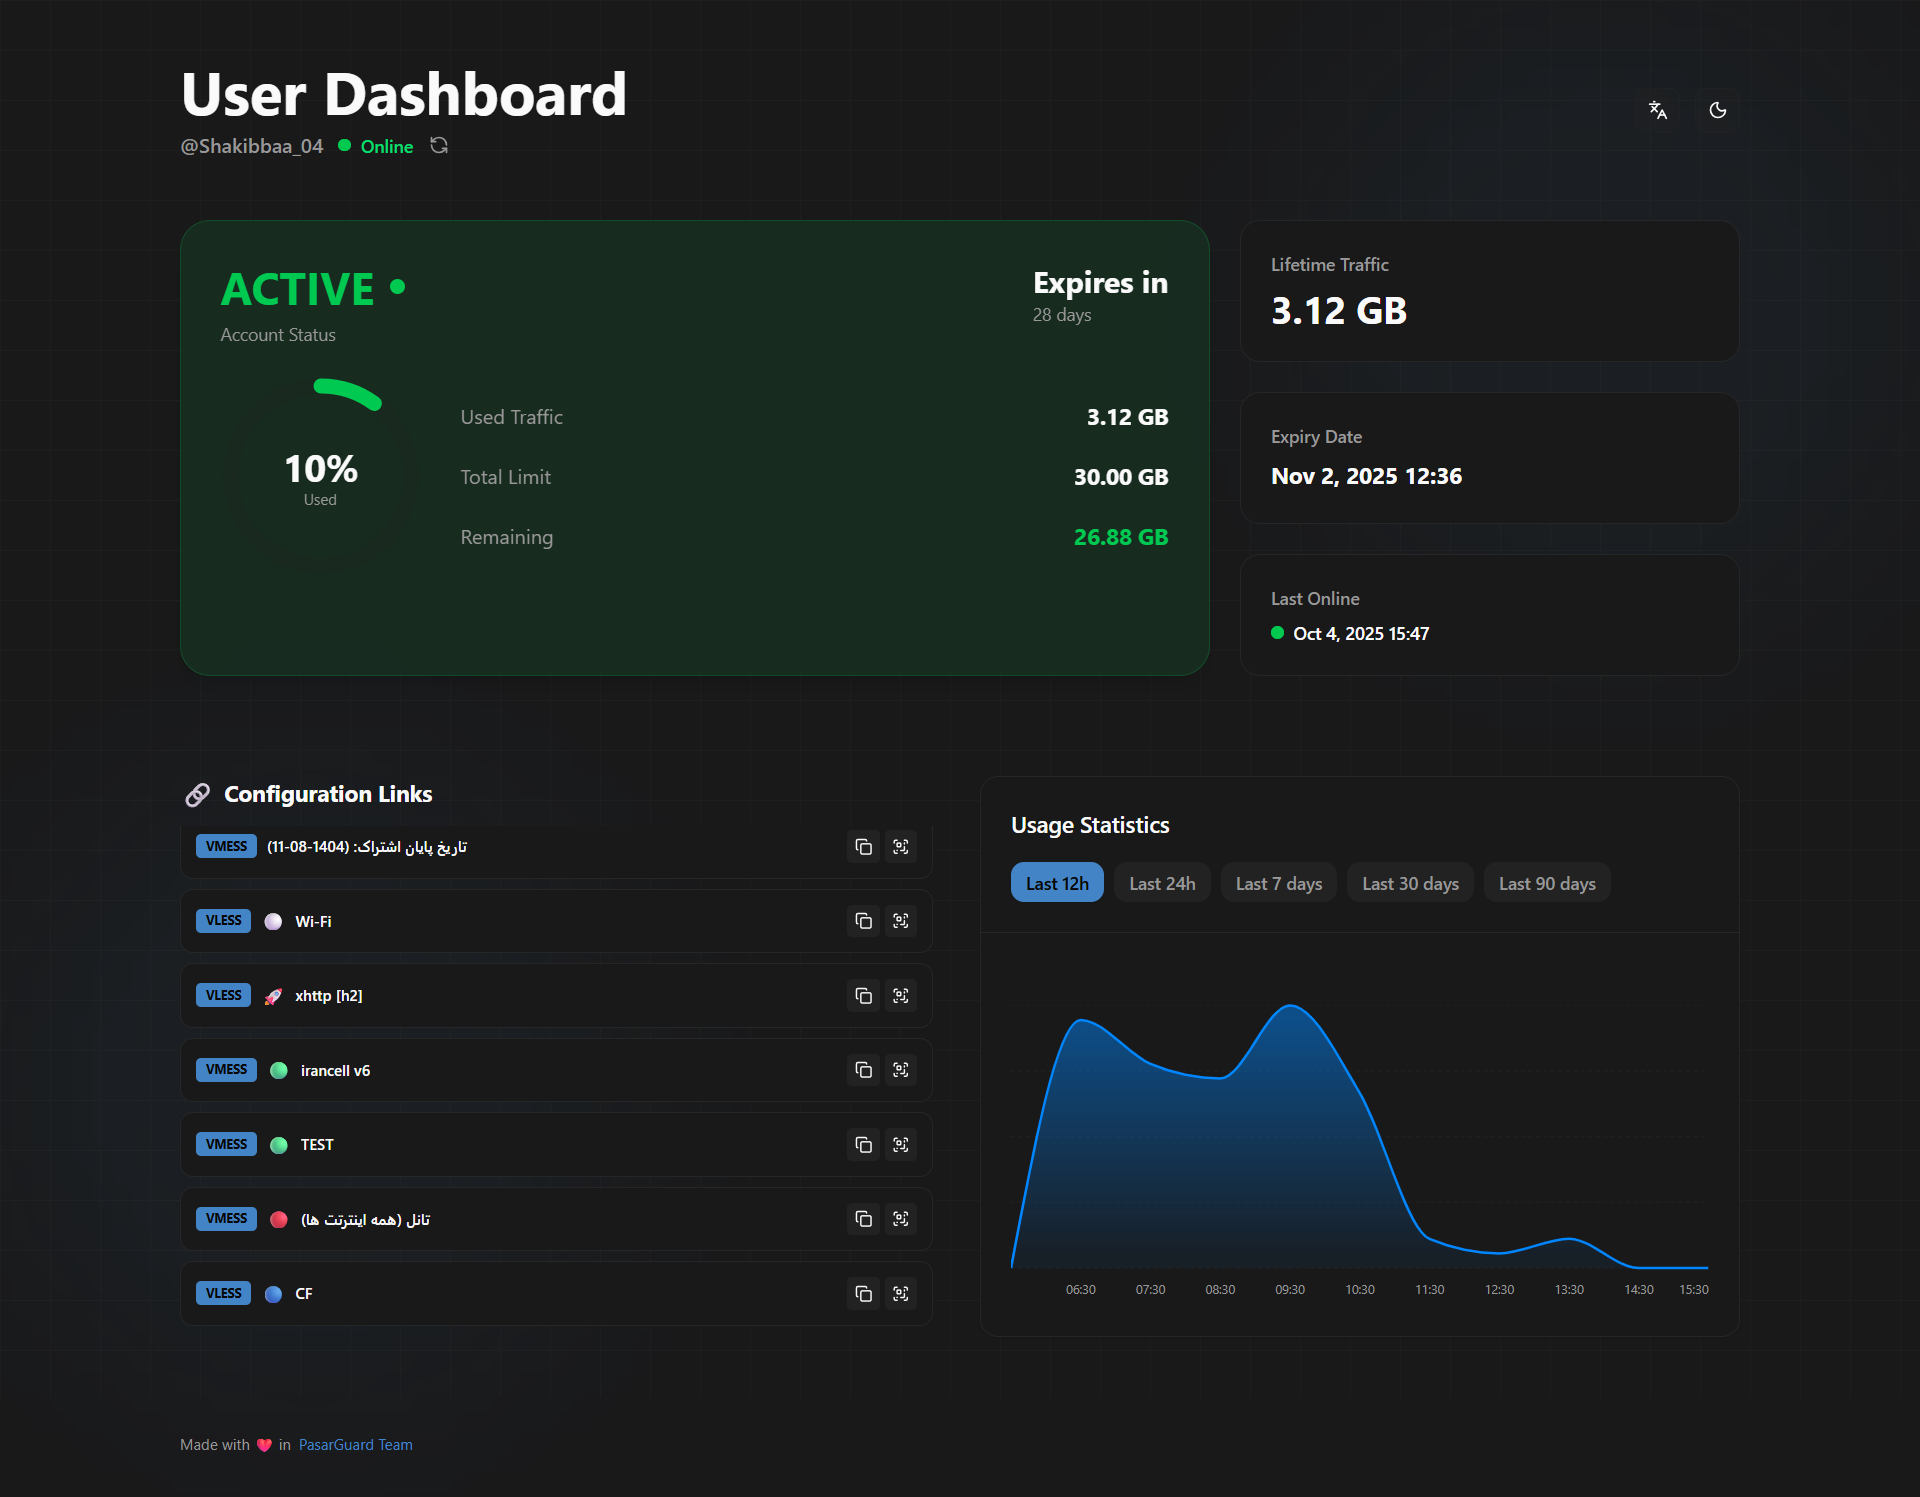 User Dashboard
@Shakibbaa_04 Online
ACTIVE
Account Status
Expires in
28 days
10%
Used
Used Traffic 3.12 GB
Total Limit 30.00 GB
Remaining 26.88 GB
Lifetime Traffic
3.12 GB
Expiry Date
Nov 2, 2025 12:36
Last Online
Oct 4, 2025 15:47
Configuration Links
VMESS تاریخ پایان اشتراک: (1404-08-11)
VLESS Wi-Fi
VLESS xhttp [h2]
VMESS irancell v6
VMESS TEST
VMESS تانل (همه اینترتت ها)
VLESS CF
Usage Statistics
Last 12h Last 24h Last 7 days Last 30 days Last 90 days
06:30 07:30 08:30 09:30 10:30 11:30 12:30 13:30 14:30 15:30
Made with ❤️ in PasarGuard Team